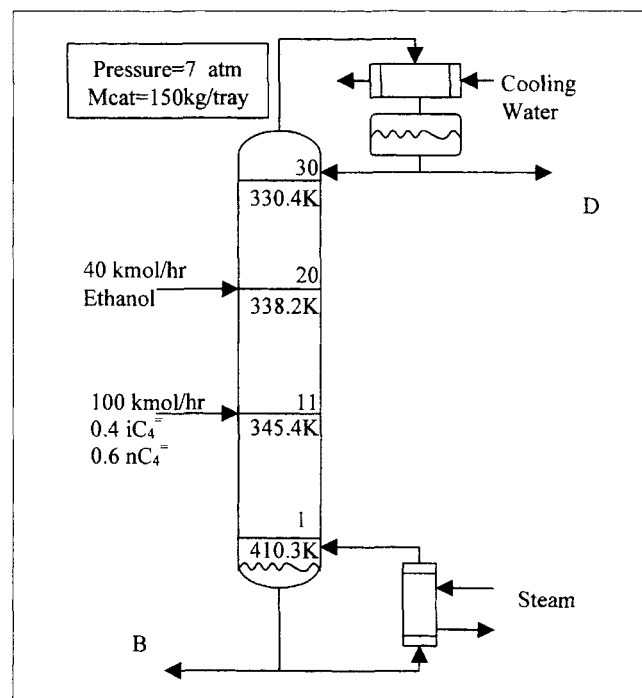 Pressure=7 atm
Mcat=150kg/tray
Cooling
Water
30
330.4K
D
40 kmol/hr
Ethanol
20
338.2K
100 kmol/hr
0.4 iC₄⁼
0.6 nC₄⁼
11
345.4K
1
410.3K
Steam
B